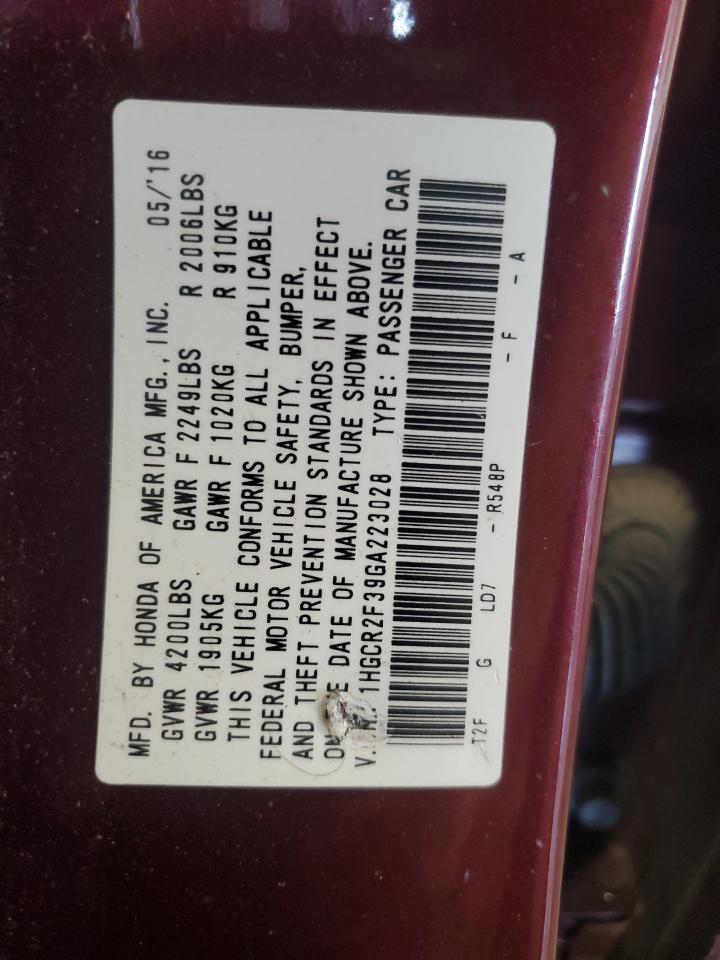 MFD. BY HONDA OF AMERICA MFG., INC. 05/'16
GVWR 4200LBS GAWR F 2249LBS R 2006LBS
GVWR 1905KG GAWR F 1020KG R 910KG
THIS VEHICLE CONFORMS TO ALL APPLICABLE
FEDERAL MOTOR VEHICLE SAFETY, BUMPER,
AND THEFT PREVENTION STANDARDS IN EFFECT
DATE OF MANUFACTURE SHOWN ABOVE.
1HGCR2F39GA223028 TYPE: PASSENGER CAR
T2F G LD7 - R548P - F - A